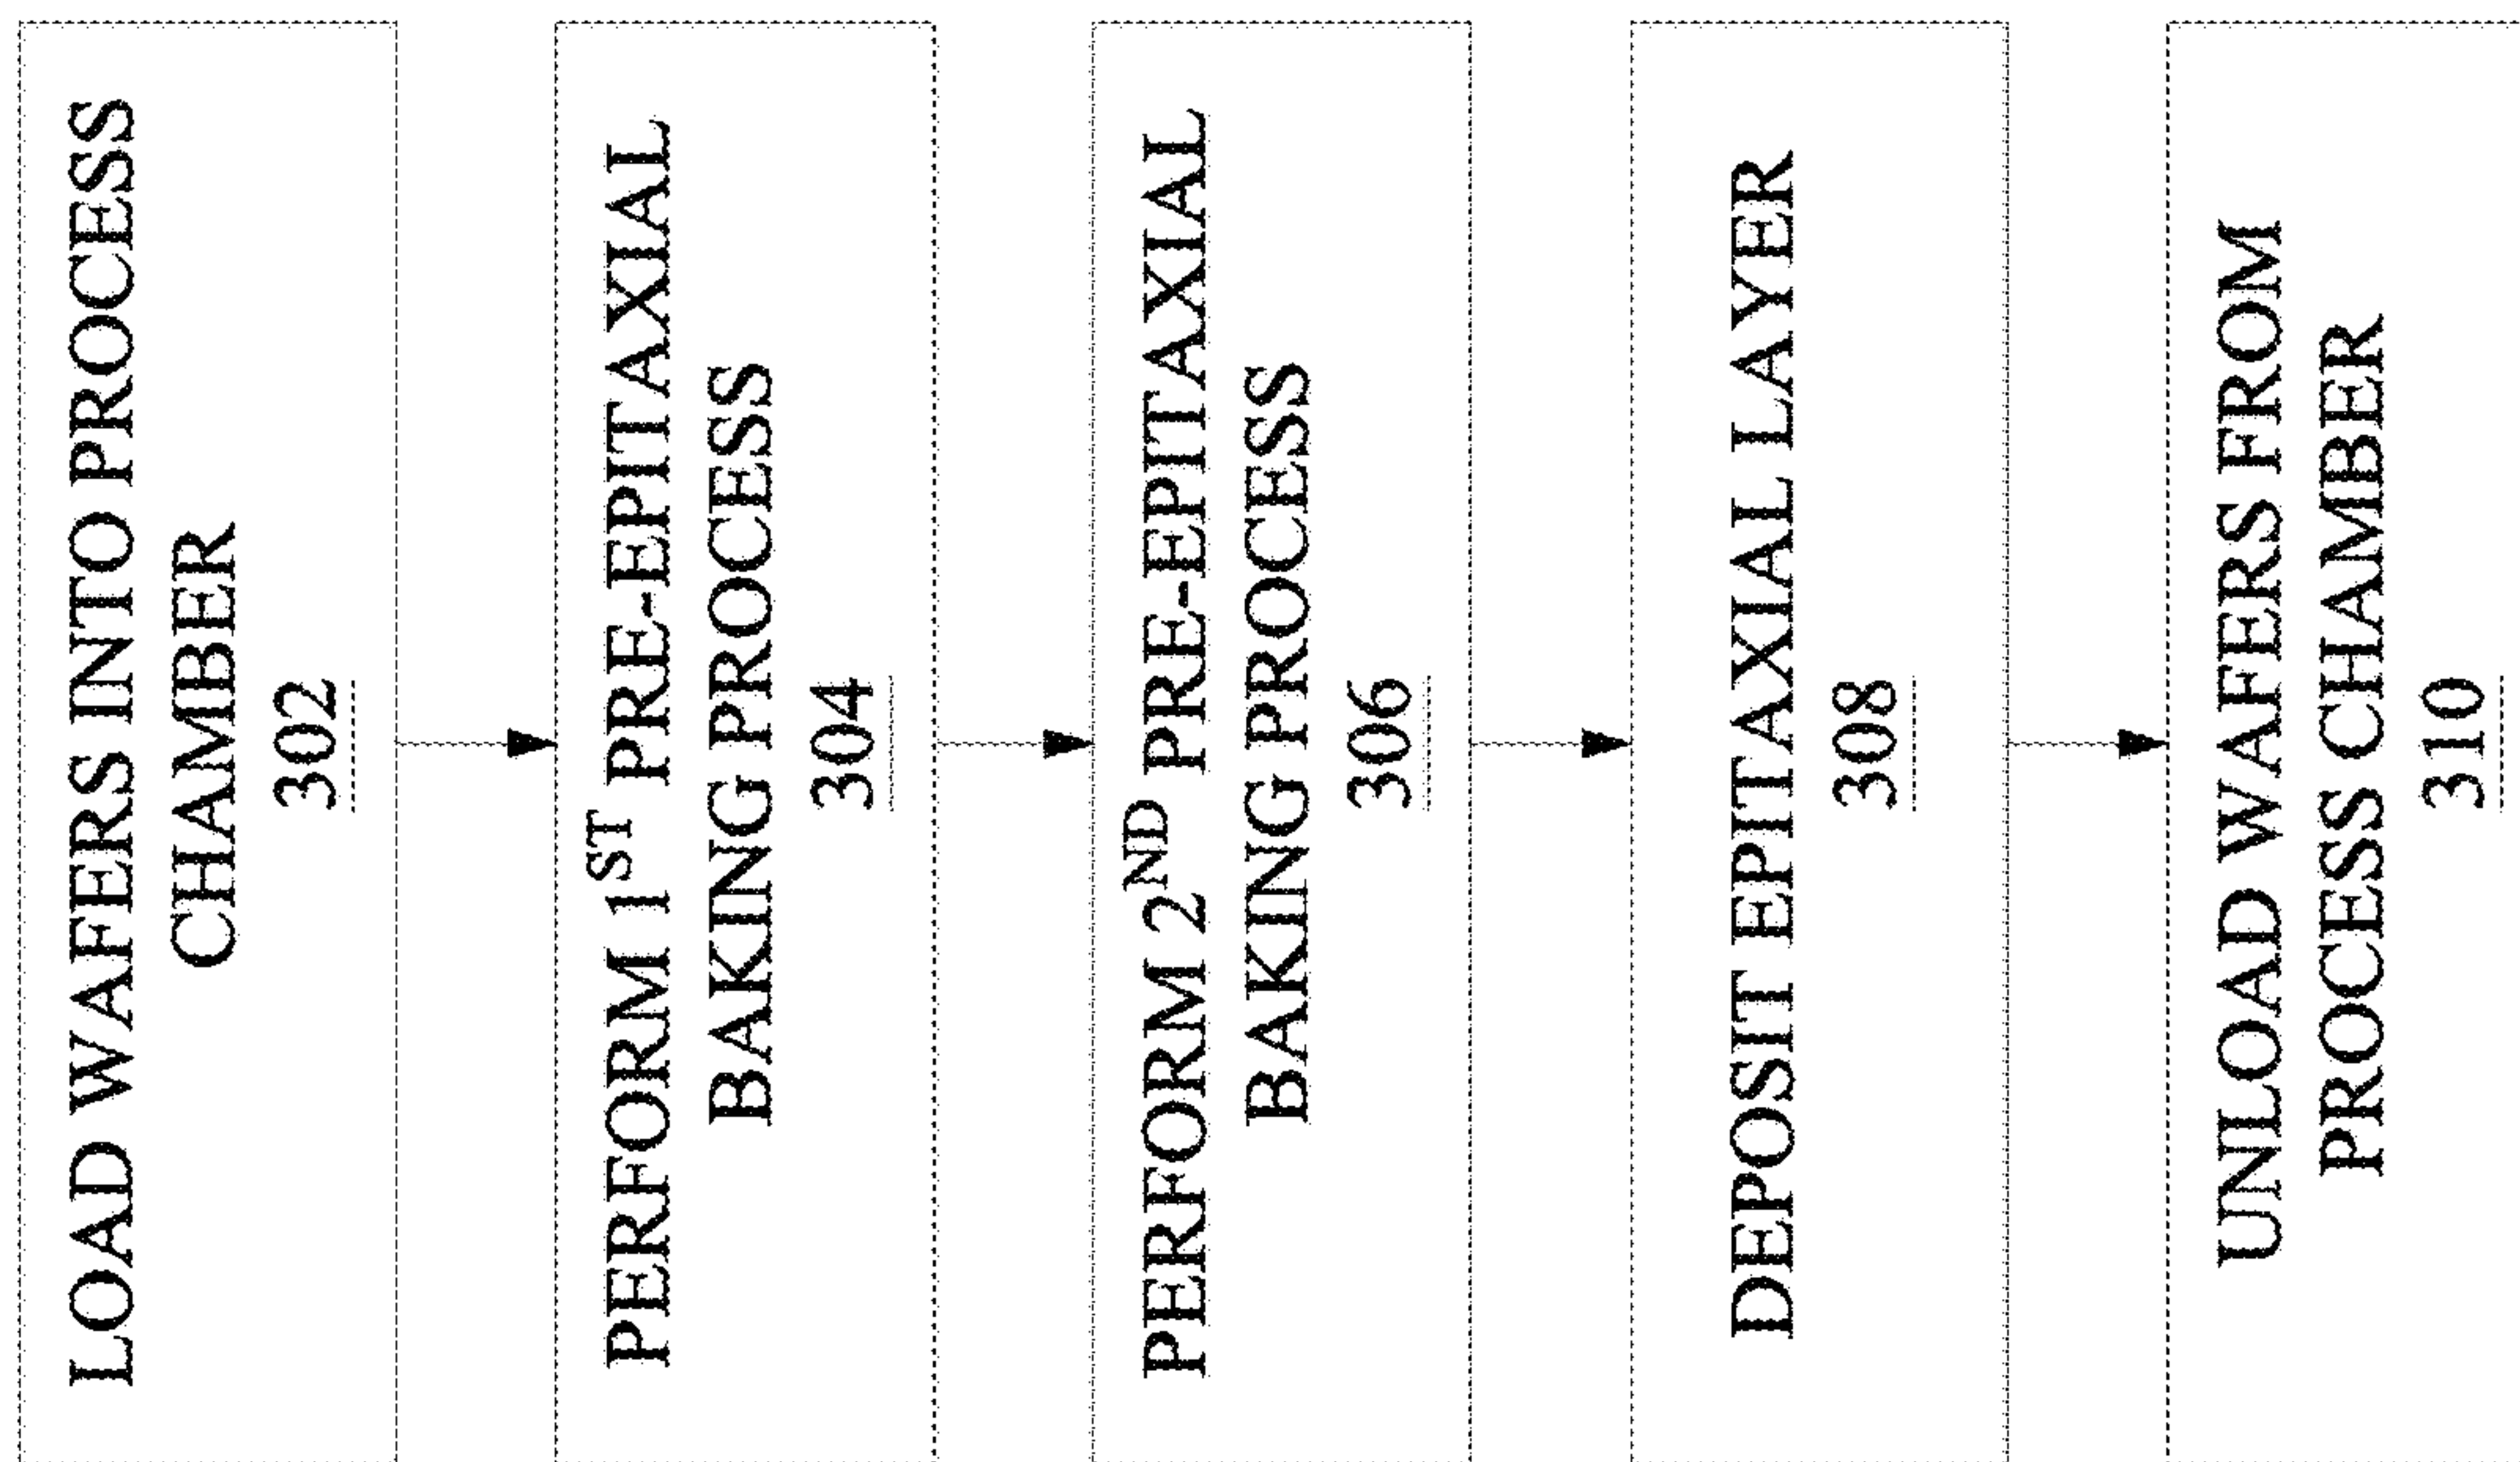 LOAD WAFERS INTO PROCESS
CHAMBER
302
PERFORM 1ST PRE-EPITAXIAL
BAKING PROCESS
304
PERFORM 2ND PRE-EPITAXIAL
BAKING PROCESS
306
DEPOSIT EPITAXIAL LAYER
308
UNLOAD WAFERS FROM
PROCESS CHAMBER
310